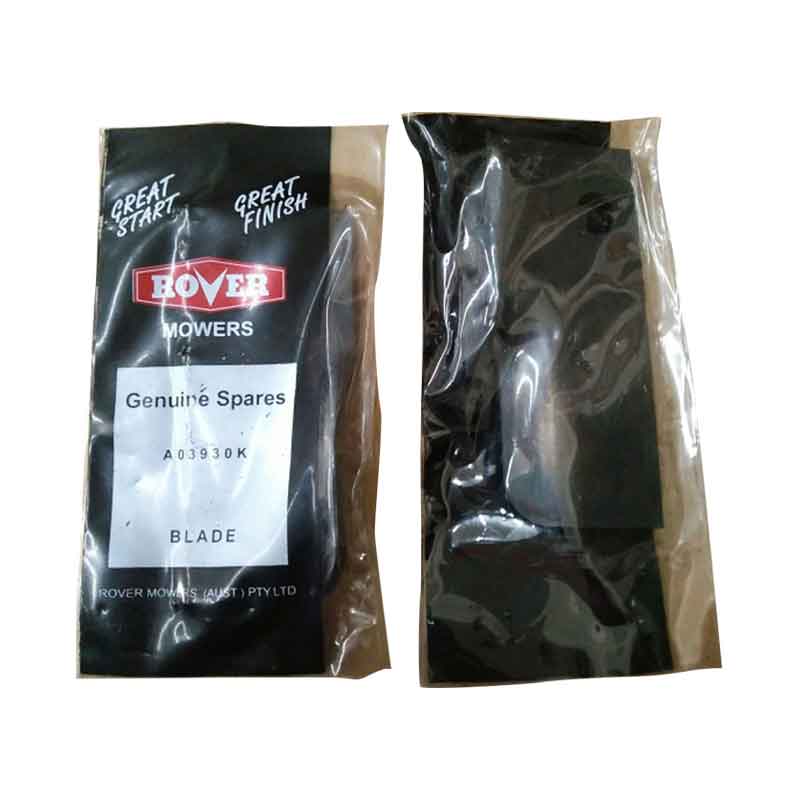 GREAT
START
GREAT
FINISH
ROVER
MOWERS
Genuine Spares
A03930K
BLADE
ROVER MOWERS (AUST) PTY LTD